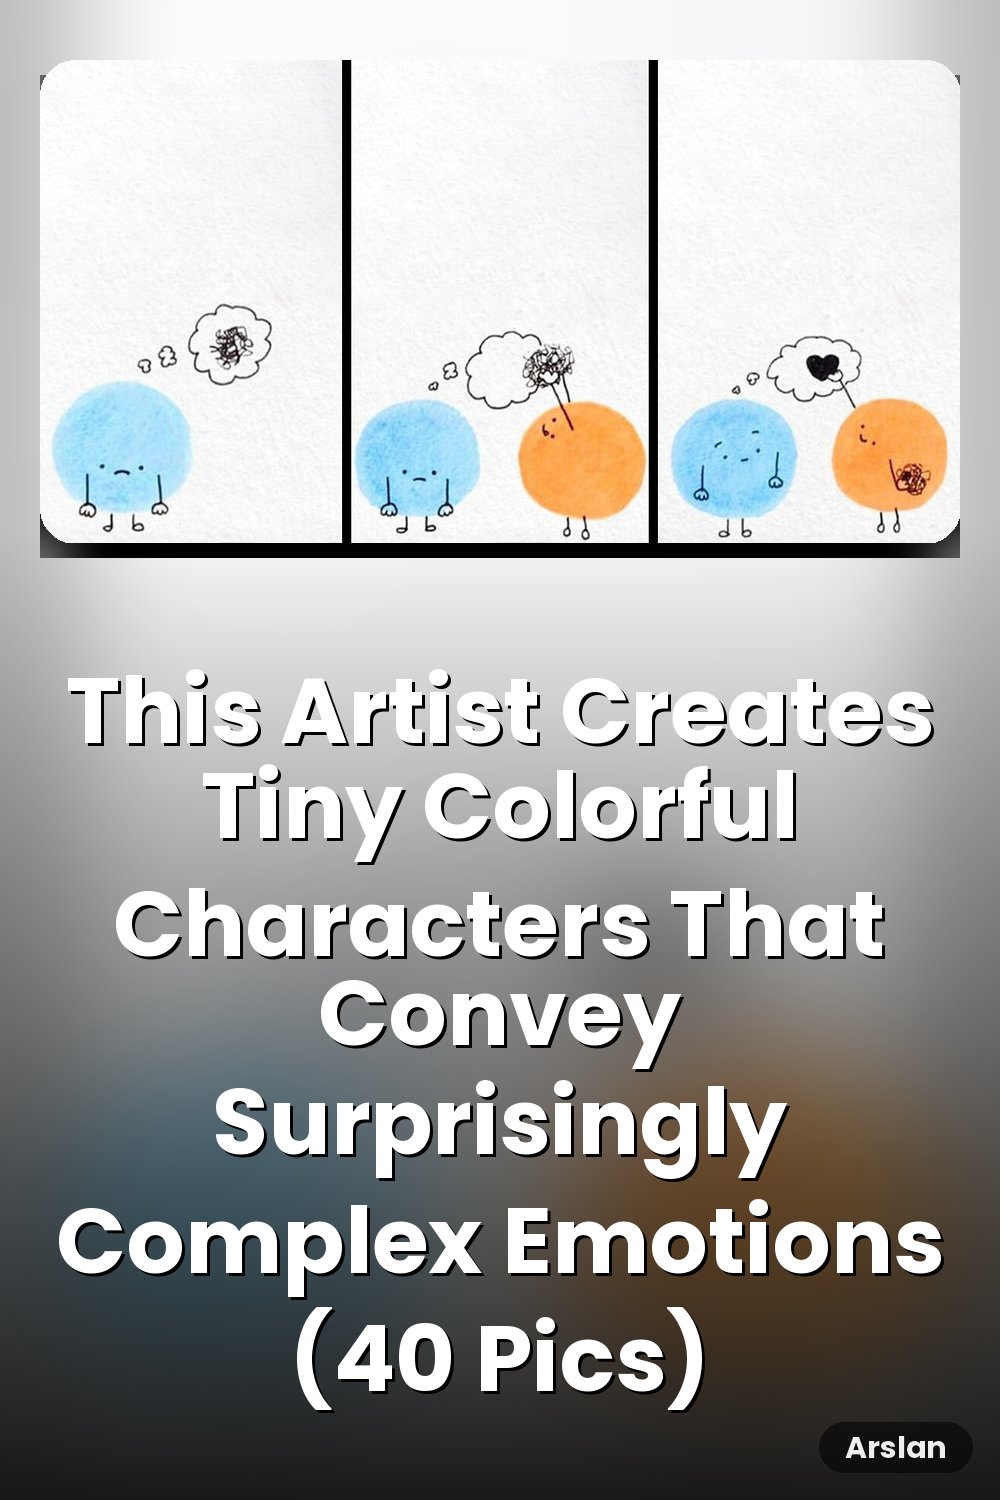 This Artist Creates
Tiny Colorful
Characters That
Convey
Surprisingly
Complex Emotions
(40 Pics)
Arslan